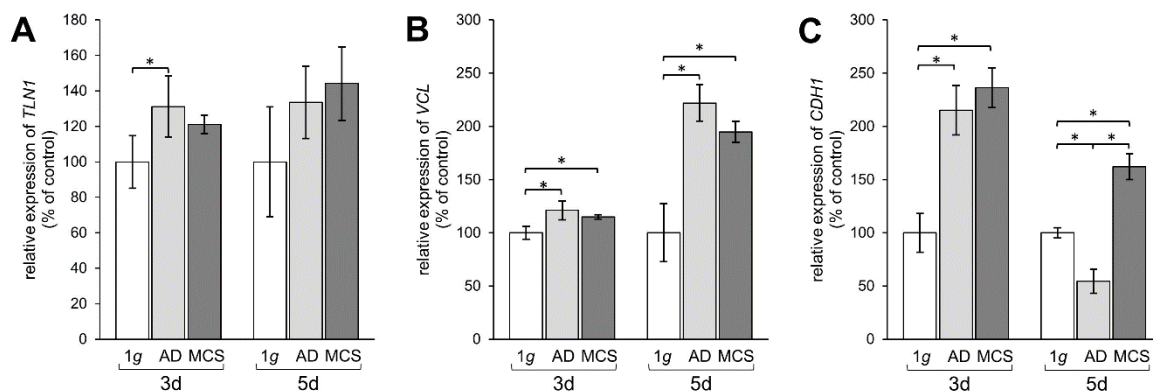 A
relative expression of TLN1
(% of control)
180
160
140
120
100
80
60
40
20
0
*
1g AD MCS 1g AD MCS
3d 5d
B
relative expression of VCL
(% of control)
300
250
200
150
100
50
0
*
*
*
*
1g AD MCS 1g AD MCS
3d 5d
C
relative expression of CDH1
(% of control)
300
250
200
150
100
50
0
*
*
*
* *
1g AD MCS 1g AD MCS
3d 5d